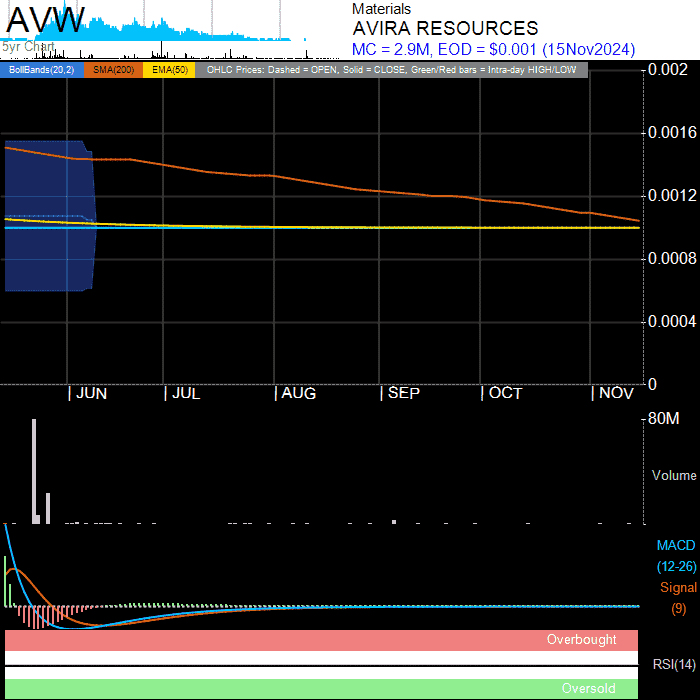 AVW
5yr Chart
Materials
AVIRA RESOURCES
MC = 2.9M, EOD = $0.001 (15Nov2024)
BollBands(20,2) SMA(200) EMA(50) OHLC Prices: Dashed = OPEN, Solid = CLOSE, Green/Red bars = Intra-day HIGH/LOW
0.002
0.0016
0.0012
0.0008
0.0004
0
| JUN | JUL | AUG | SEP | OCT | NOV
80M
Volume
MACD
(12-26)
Signal
(9)
Overbought
RSI(14)
Oversold